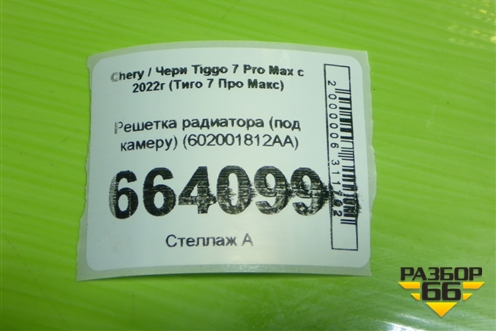 Chery / Чери Tiggo 7 Pro Max с
2022г (Тиго 7 Про Макс)
Решетка радиатора (под
камеру) (602001812AA)
664099
Стеллаж А
РАЗБОР
66